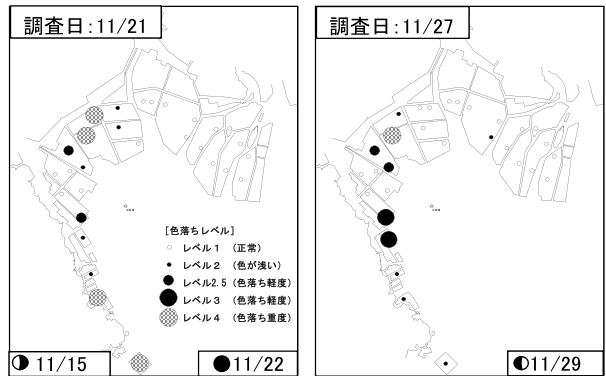 調査日:11/21
[色落ちレベル]
レベル1 (正常)
レベル2 (色が浅い)
レベル2.5 (色落ち軽度)
レベル3 (色落ち軽度)
レベル4 (色落ち重度)
11/15
11/22
調査日:11/27
11/29